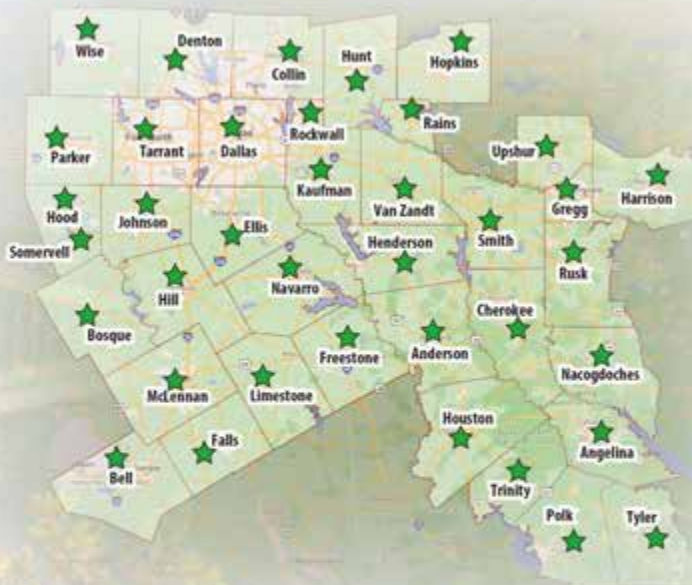 Wise
Denton
Collin
Hunt
Hopkins
Parker
Tarrant
Dallas
Rockwall
Rains
Upshur
Kaufman
Van Zandt
Gregg
Harrison
Hood
Johnson
Ellis
Henderson
Smith
Somervell
Rusk
Hill
Navarro
Cherokee
Bosque
Freestone
Anderson
McLennan
Limestone
Nacogdoches
Houston
Bell
Falls
Angelina
Trinity
Polk
Tyler